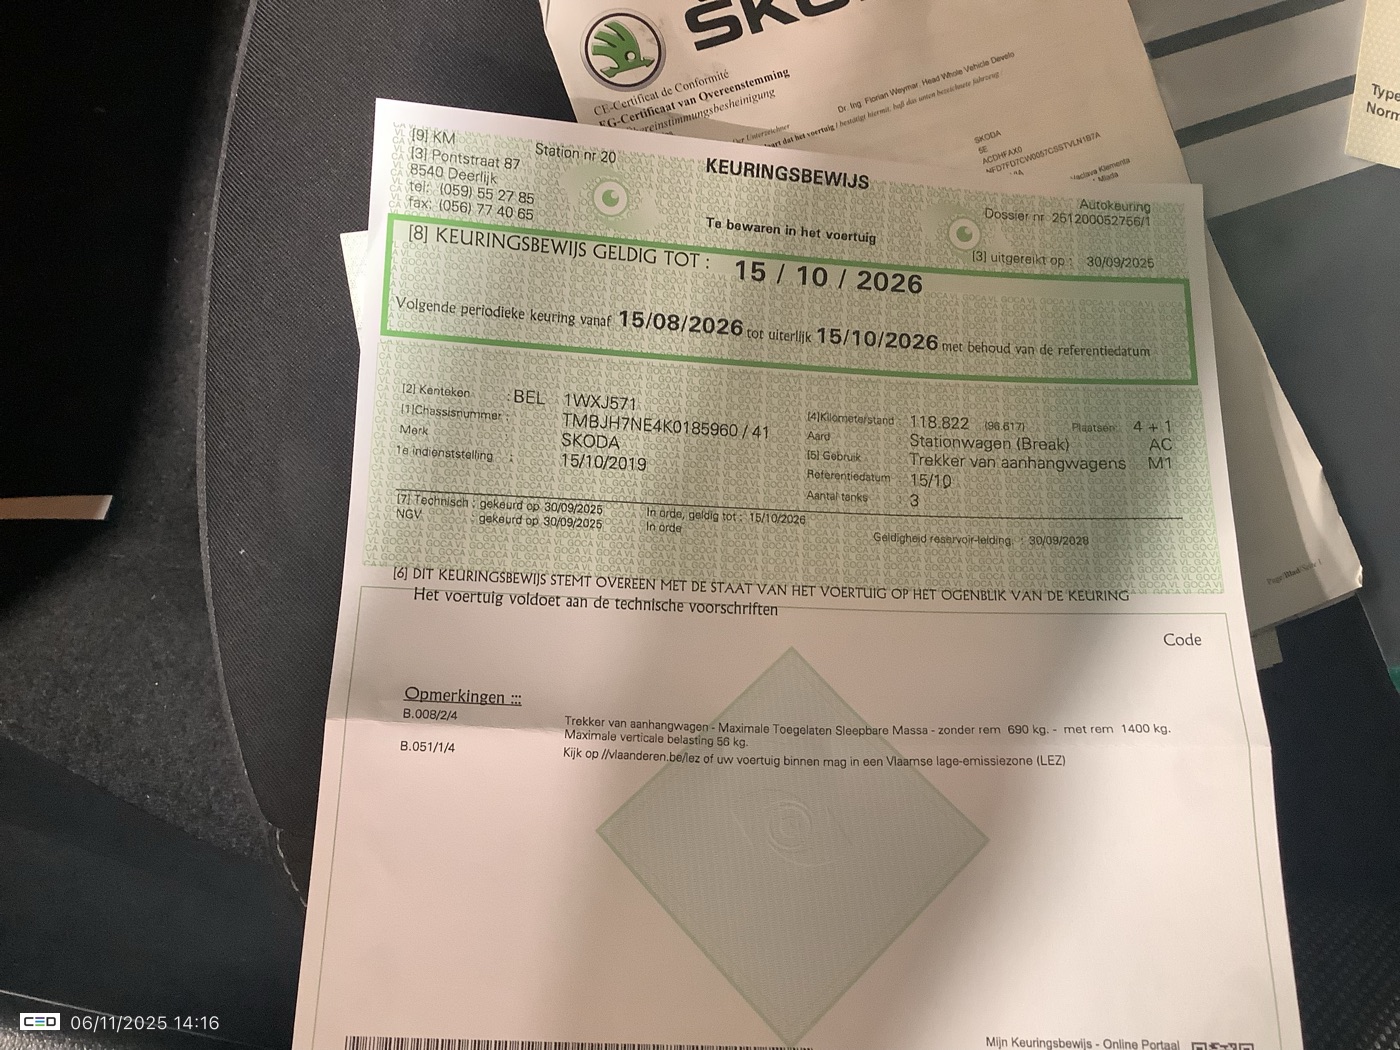 ŠKO
CE-Certificat de Conformité
EG-Certificaat van Overeenstemming
Dr. Ing. Florian Weymar, Head Whole Vehicle Develo
Der Unterzeichner
SKODA
5E
ACDHFAX0
NFD7FD7CW0057CSSTVLN1B7A
Type
Norm
[9] KM
Station nr 20
KEURINGSBEWIJS
Autokeuring
[3] Pontstraat 87
8540 Deerlijk
tel: (059) 55 27 85
fax: (056) 77 40 65
Te bewaren in het voertuig
Dossier nr 251200052756/1
[3] uitgereikt op : 30/09/2025
[8] KEURINGSBEWIJS GELDIG TOT : 15 / 10 / 2026
Volgende periodieke keuring vanaf 15/08/2026 tot uiterlijk 15/10/2026 met behoud van de referentiedatum
[2] Kenteken : BEL 1WXJ571
[1]Chassisnummer : TMBJH7NE4K0185960 / 41
Merk : SKODA
1e indienststelling : 15/10/2019
[4]Kilometerstand : 118.822 (96.617) Plaatsen: 4 + 1
Aard : Stationwagen (Break) AC
[5] Gebruik : Trekker van aanhangwagens M1
Referentiedatum : 15/10
Aantal tanks : 3
[7] Technisch : gekeurd op 30/09/2025 In orde, geldig tot : 15/10/2026
NGV : gekeurd op 30/09/2025 In orde
Geldigheid reservoir-leiding : 30/09/2028
[6] DIT KEURINGSBEWIJS STEMT OVEREEN MET DE STAAT VAN HET VOERTUIG OP HET OGENBLIK VAN DE KEURING
Het voertuig voldoet aan de technische voorschriften
Code
Opmerkingen :::
B.008/2/4 Trekker van aanhangwagen - Maximale Toegelaten Sleepbare Massa - zonder rem 690 kg. - met rem 1400 kg.
Maximale verticale belasting 56 kg.
B.051/1/4 Kijk op //vlaanderen.be/lez of uw voertuig binnen mag in een Vlaamse lage-emissiezone (LEZ)
Mijn Keuringsbewijs - Online Portaal
CED 06/11/2025 14:16